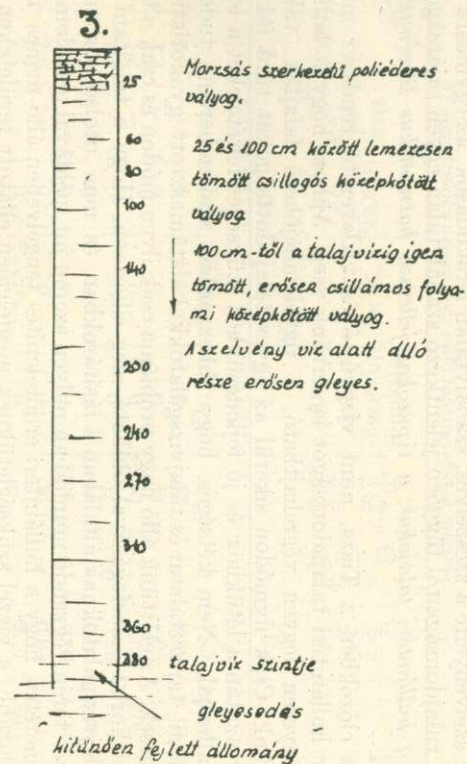 3.
Morzsás szerkezetű poliéderes
vályog.
25
60
25 és 100 cm között lemezesen
80
tömött csillogós középkötött
100
vályog
100 cm-től a talajvízig igen
140
tömött, erősen csillámos folya-
mi középkötött vályog.
A szelvény víz alatt álló
200
része erősen gleyes.
240
270
310
360
380 talajvíz szintje
gleyesedés
kitűnően fejlett állomány